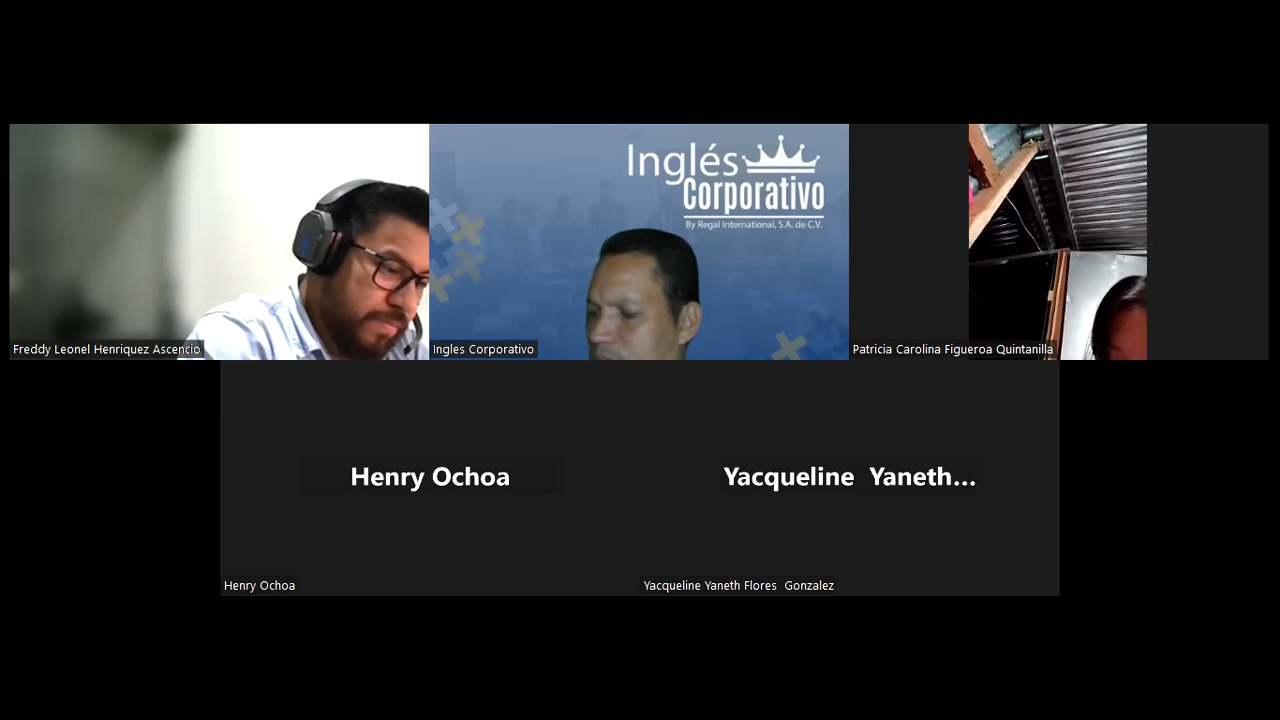 Inglés
Corporativo
By Regal International, S.A. de C.V.
Freddy Leonel Henriquez Ascencio
Ingles Corporativo
Patricia Carolina Figueroa Quintanilla
Henry Ochoa
Yacqueline Yaneth...
Henry Ochoa
Yacqueline Yaneth Flores Gonzalez